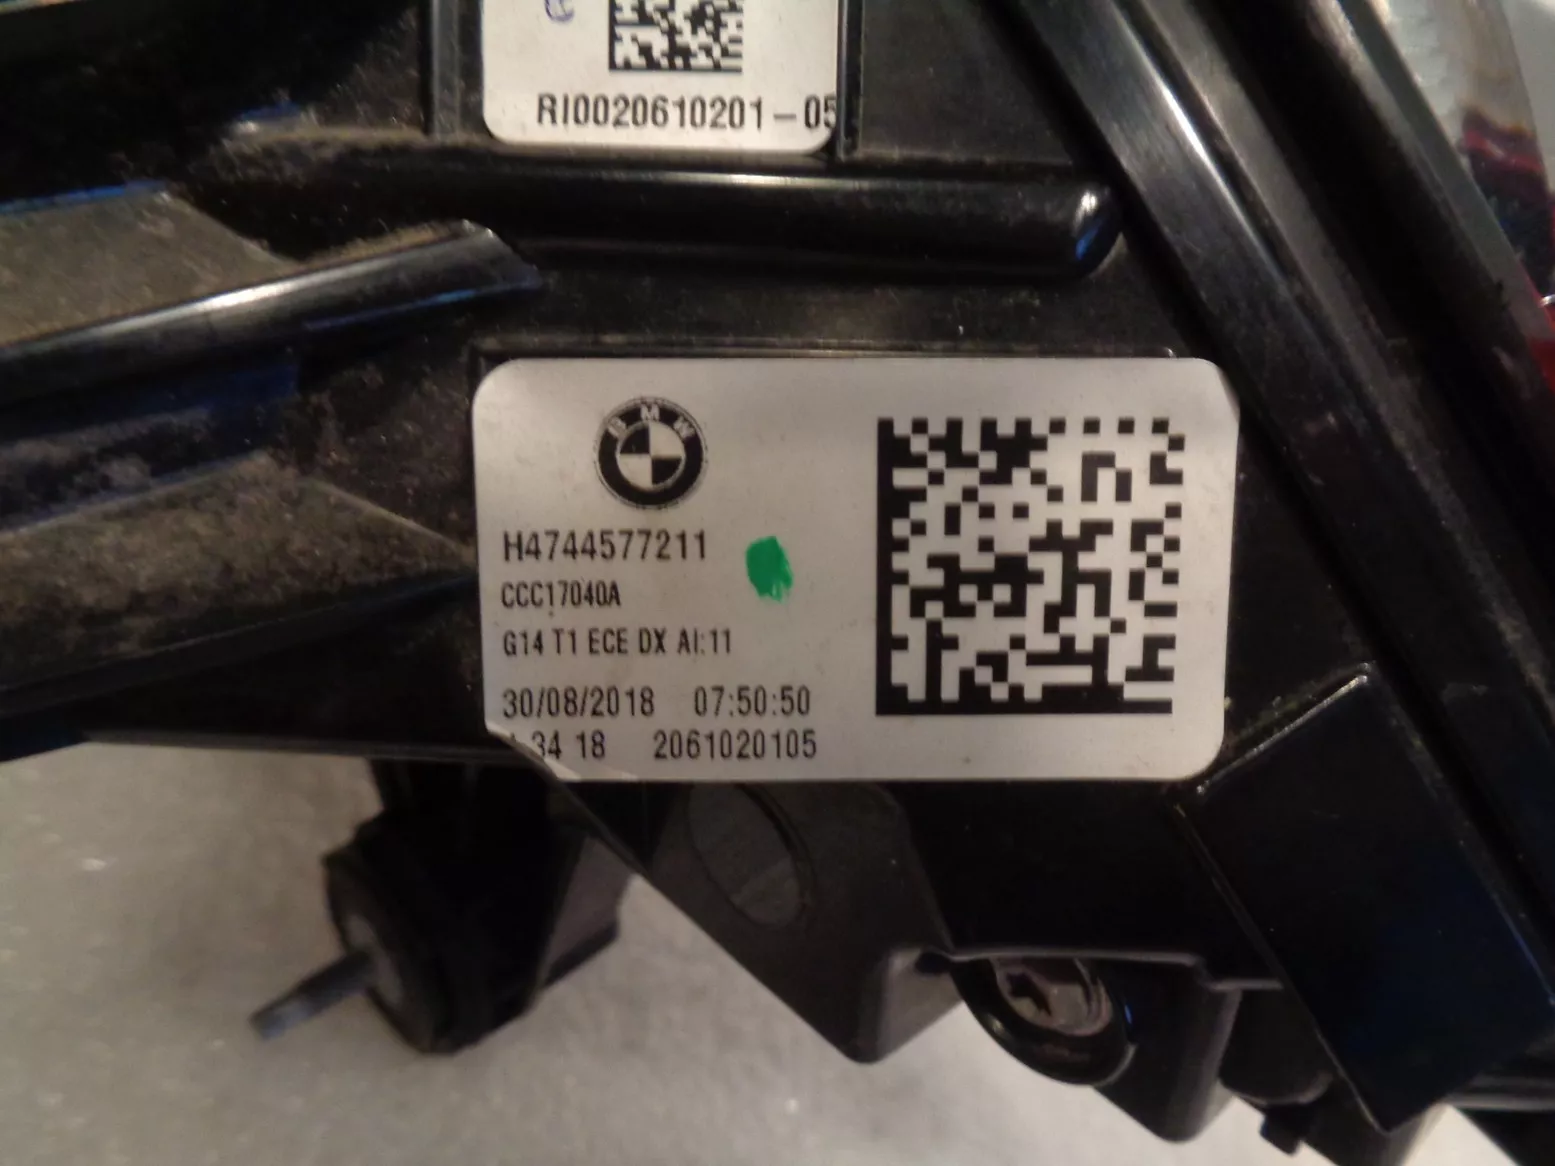 RI0020610201-05
BMW
H4744577211
CCC17040A
G14 T1 ECE DX AI:11
30/08/2018 07:50:50
34 18 2061020105